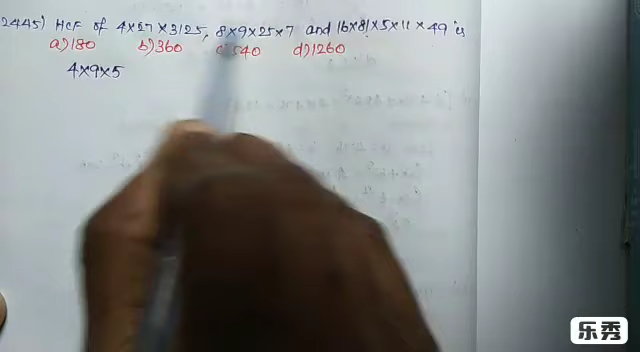 2445) HCF of 4×27×3125, 8×9×25×7 and 16×81×5×11×49 is
a) 180 b) 360 c) 540 d) 1260
4×9×5
乐秀